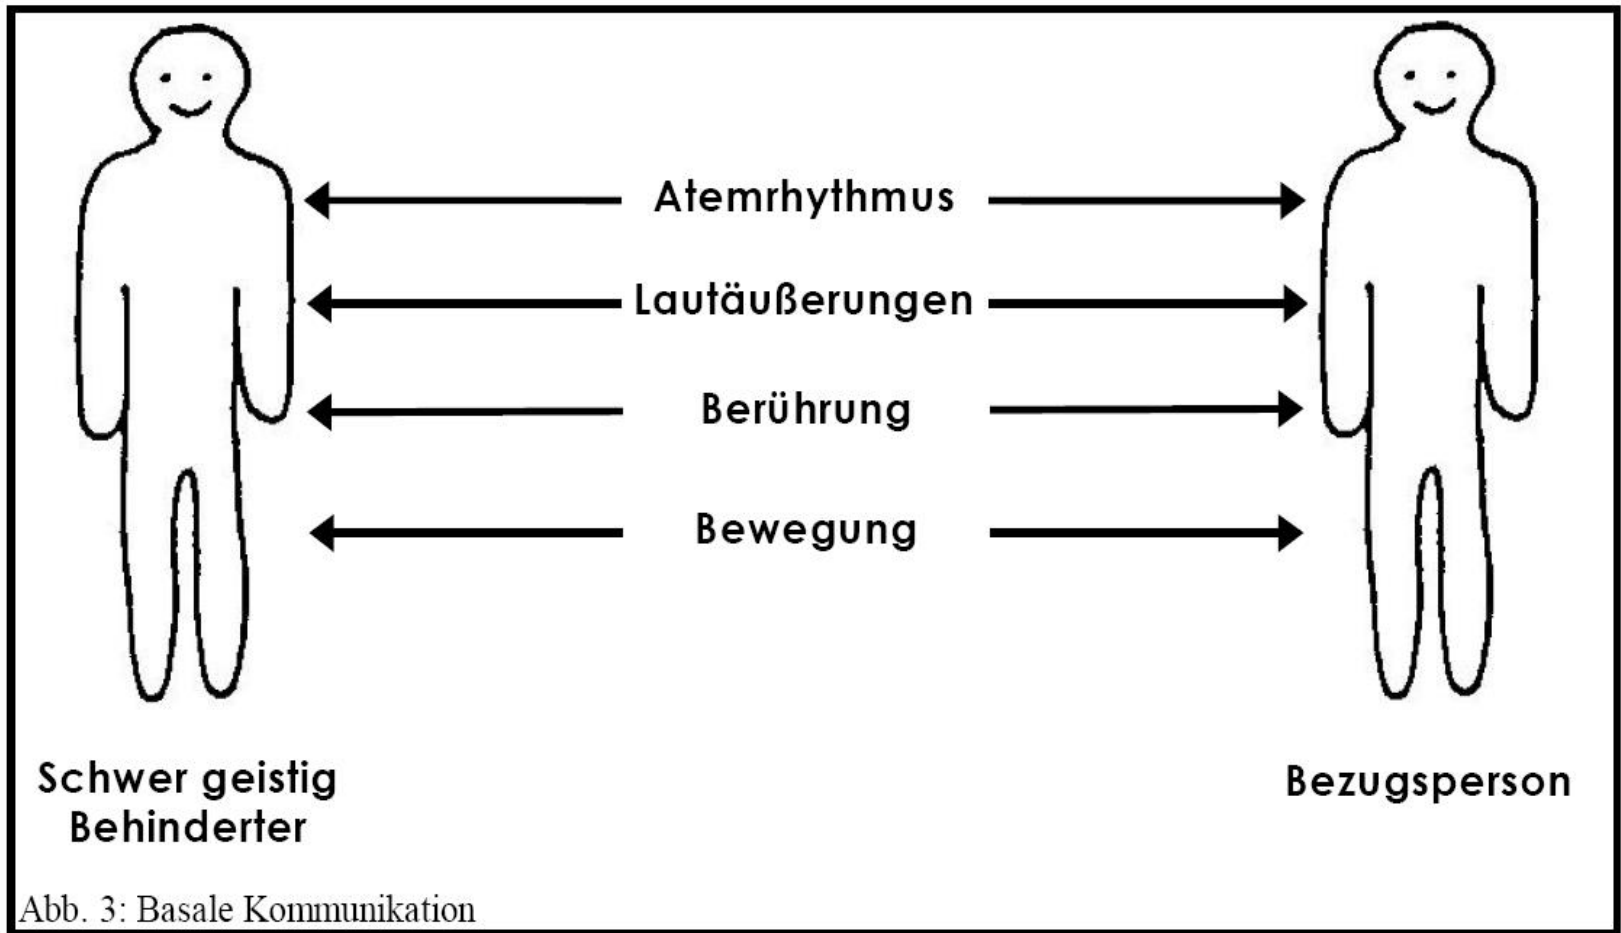 Atemrhythmus
Lautäußerungen
Berührung
Bewegung
Schwer geistig
Behinderter
Bezugsperson
Abb. 3: Basale Kommunikation